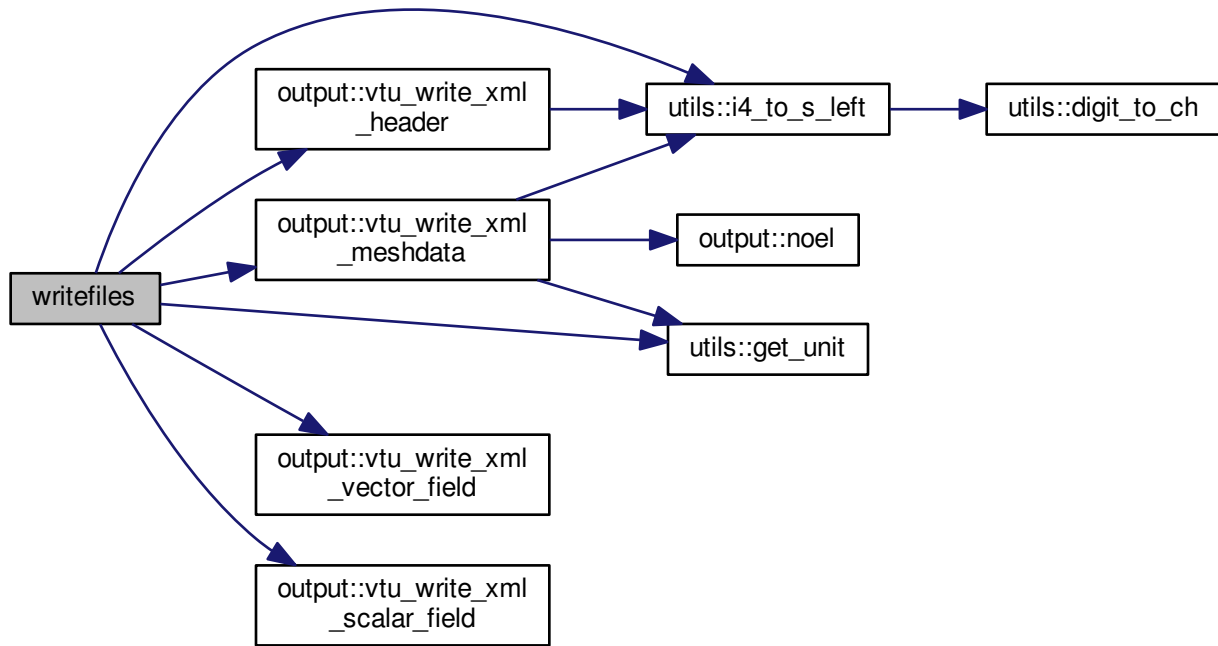 writefiles
output::vtu_write_xml
_header
output::vtu_write_xml
_meshdata
output::vtu_write_xml
_vector_field
output::vtu_write_xml
_scalar_field
utils::i4_to_s_left
output::noel
utils::get_unit
utils::digit_to_ch